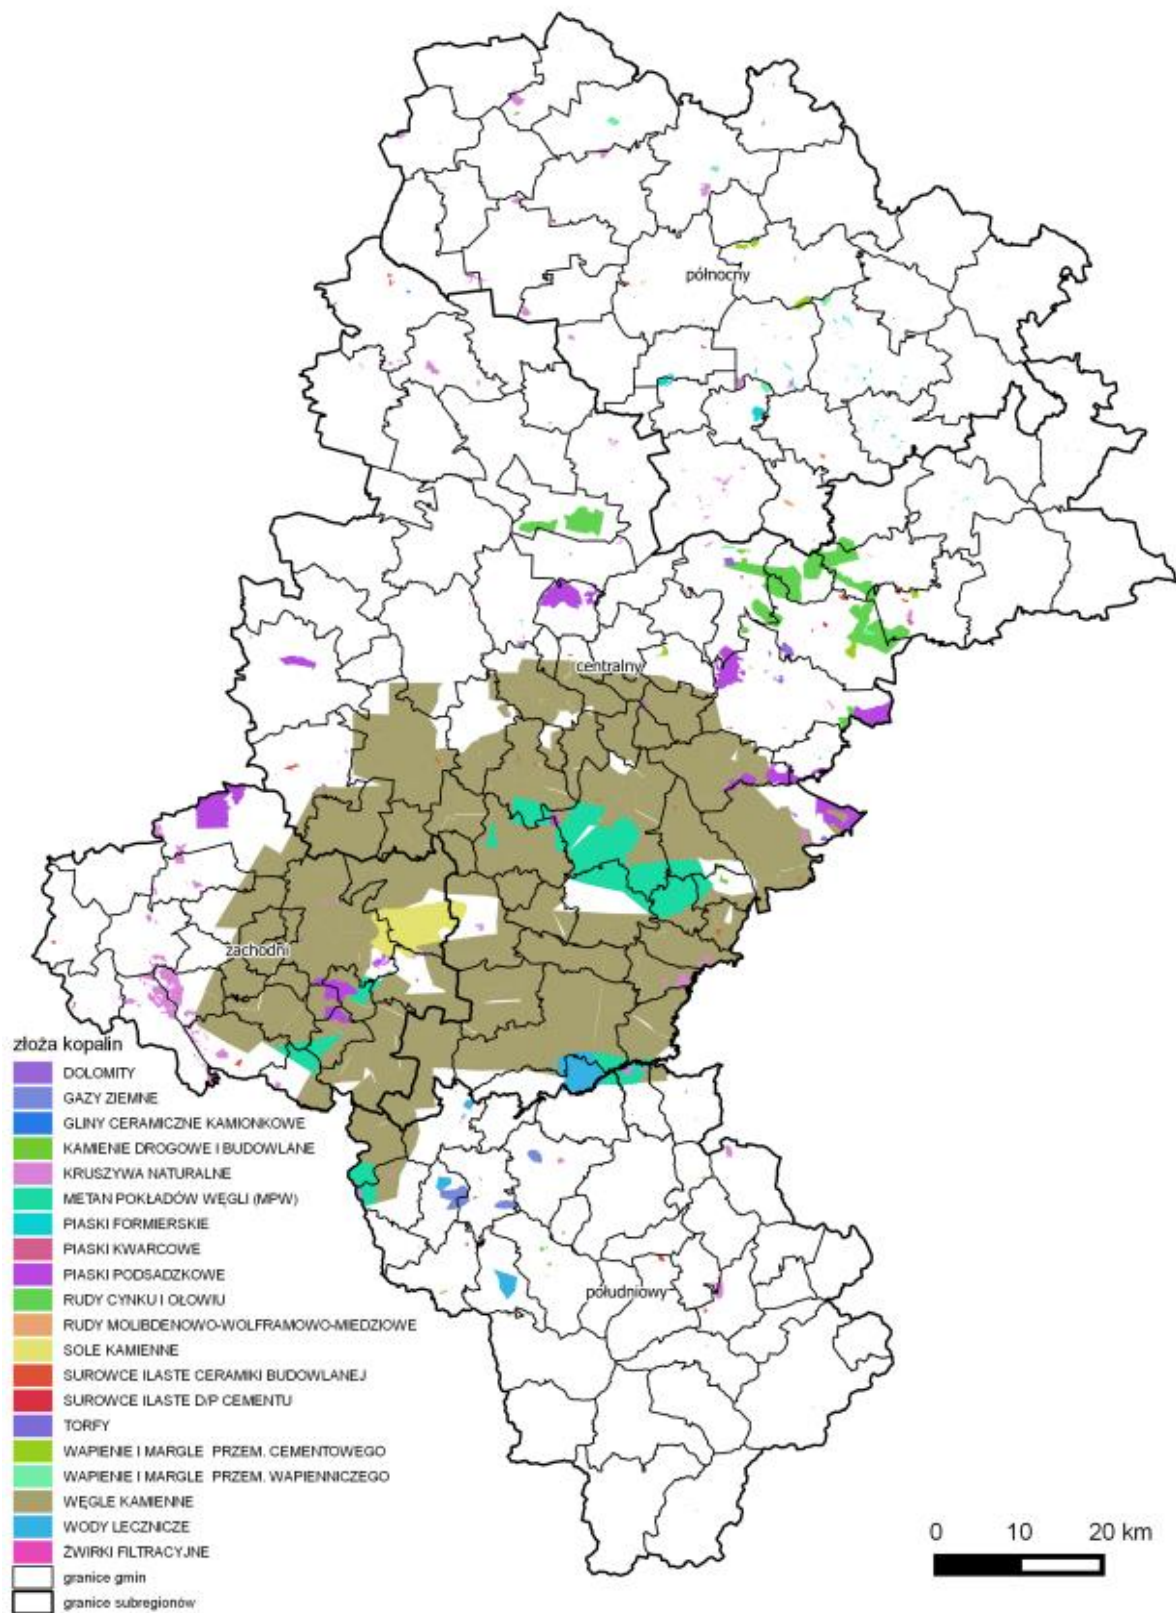 północny
centralny
zachodni
południowy
złoża kopalin
DOLOMITY
GAZY ZIEMNE
GLINY CERAMICZNE KAMIONKOWE
KAMIENIE DROGOWE I BUDOWLANE
KRUSZYWA NATURALNE
METAN POKŁADÓW WĘGLI (MPW)
PIASKI FORMIERSKIE
PIASKI KWARCOWE
PIASKI PODSADZKOWE
RUDY CYNKU I OŁOWIU
RUDY MOLIBDENOWO-WOLFRAMOWO-MIEDZIOWE
SOLE KAMIENNE
SUROWCE ILASTE CERAMIKI BUDOWLANEJ
SUROWCE ILASTE D/P CEMENTU
TORFY
WAPIENIE I MARGLE PRZEM. CEMENTOWEGO
WAPIENIE I MARGLE PRZEM. WAPIENNICZEGO
WĘGLE KAMIENNE
WODY LECZNICZE
ŻWIRKI FILTRACYJNE
granice gmin
granice subregionów
0 10 20 km